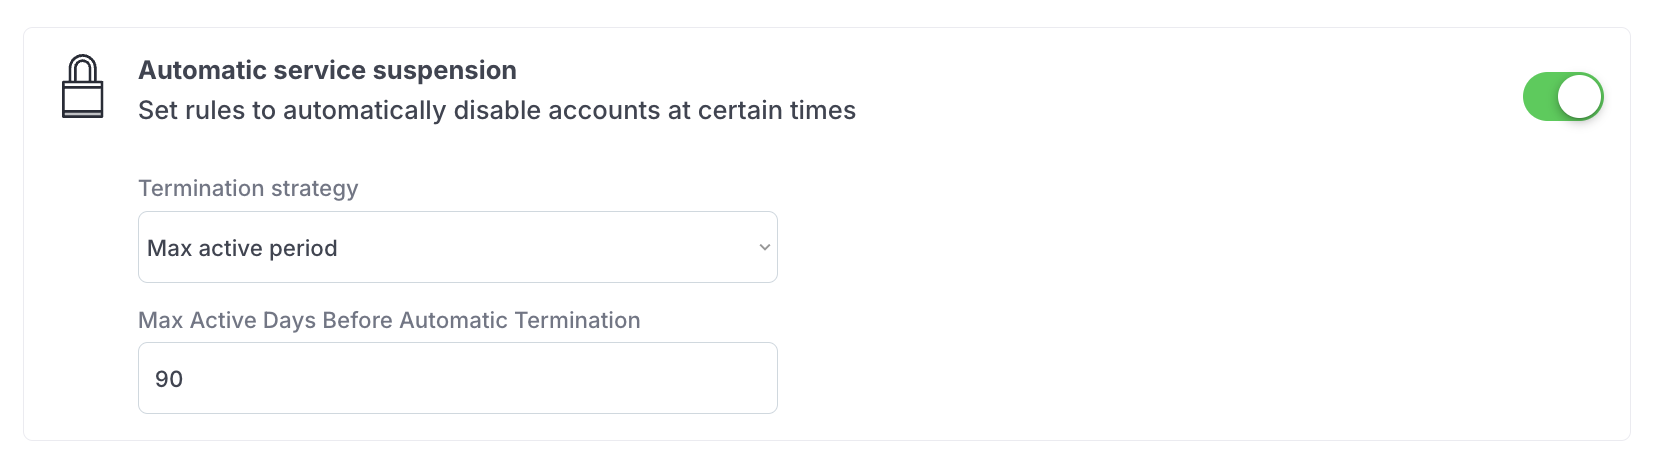 Automatic service suspension
Set rules to automatically disable accounts at certain times
Termination strategy
Max active period
Max Active Days Before Automatic Termination
90